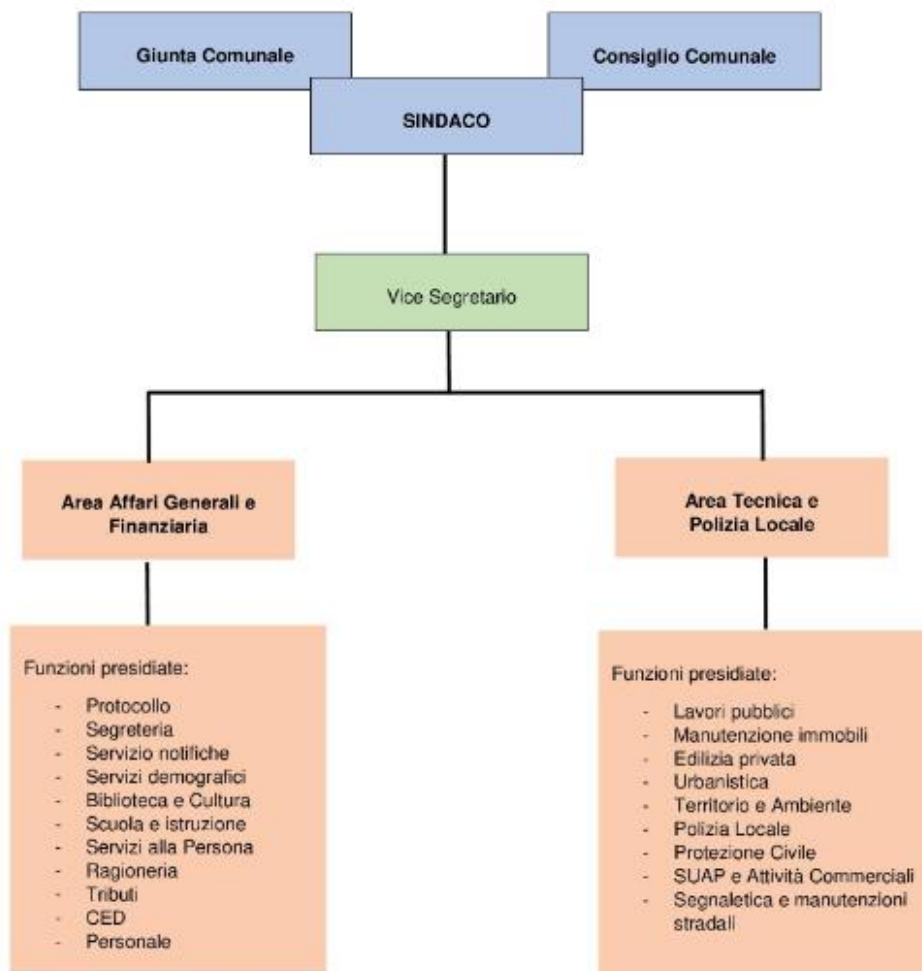 Giunta Comunale
Consiglio Comunale
SINDACO
Vice Segretario
Area Affari Generali e
Finanziaria
Funzioni presidiate:
- Protocollo
- Segreteria
- Servizio notifiche
- Servizi demografici
- Biblioteca e Cultura
- Scuola e istruzione
- Servizi alla Persona
- Ragioneria
- Tributi
- CED
- Personale
Area Tecnica e
Polizia Locale
Funzioni presidiate:
- Lavori pubblici
- Manutenzione immobili
- Edilizia privata
- Urbanistica
- Territorio e Ambiente
- Polizia Locale
- Protezione Civile
- SUAP e Attività Commerciali
- Segnaletica e manutenzioni
stradali